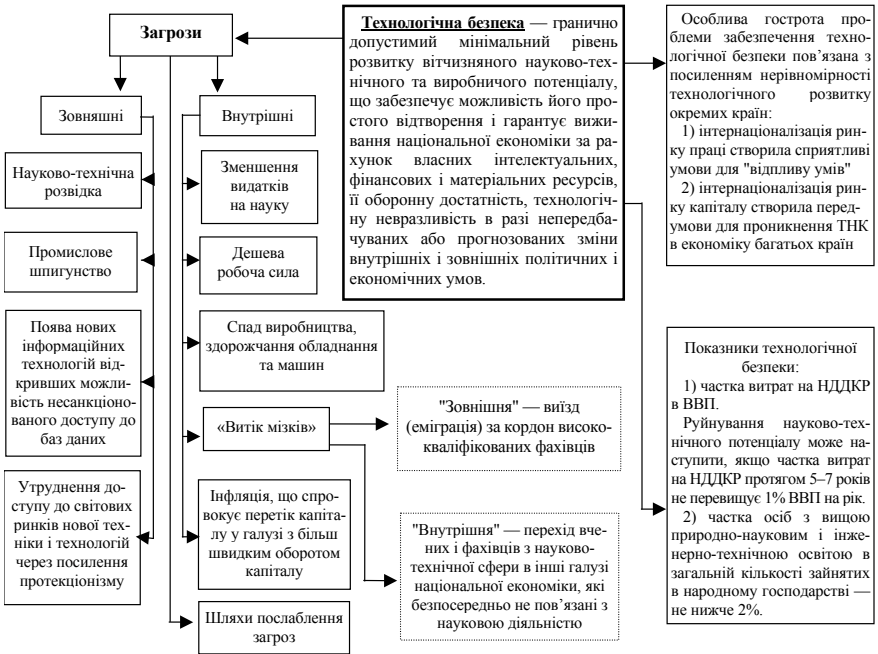 Загрози
Технологічна безпека — гранично
допустимий мінімальний рівень
розвитку вітчизняного науково-тех-
нічного та виробничого потенціалу,
що забезпечує можливість його про-
стого відтворення і гарантує вижи-
вання національної економіки за ра-
хунок власних інтелектуальних,
фінансових і матеріальних ресурсів,
її оборонну достатність, технологіч-
ну невразливість в разі непередба-
чуваних або прогнозованих зміни
внутрішніх і зовнішніх політичних і
економічних умов.
Особлива гострота про-
блеми забезпечення техно-
логічної безпеки пов’язана з
посиленням нерівномірності
технологічного розвитку
окремих країн:
1) інтернаціоналізація рин-
ку праці створила сприятливі
умови для "відпливу умів"
2) інтернаціоналізація рин-
ку капіталу створила перед-
умови для проникнення ТНК
в економіку багатьох країн
Зовняшні
Внутрішні
Науково-технічна
розвідка
Промислове
шпигунство
Поява нових
інформаційних
технологій від-
кривших можли-
вість несанкціоно-
ваного доступу до
баз даних
Утруднення до-
ступу до світових
ринків нової тех-
ніки і технологій
через посилення
протекціонізму
Зменшення
видатків
на науку
Дешева
робоча сила
Спад виробництва,
здорожчання обладнання
та машин
«Витік мізків»
Інфляція, що спро-
вокує перетік капіта-
лу у галузі з більш
швидким оборотом
капіталу
Шляхи послаблення
загроз
"Зовнішня" — виїзд
(еміграція) за кордон високо-
кваліфікованих фахівців
"Внутрішня" — перехід вче-
них і фахівців з науково-
технічної сфери в інші галузі
національної економіки, які
безпосередньо не пов’язані з
науковою діяльністю
Показники технологічної
безпеки:
1) частка витрат на НДДКР
в ВВП.
Руйнування науково-тех-
нічного потенціалу може на-
ступити, якщо частка витрат
на НДДКР протягом 5–7 років
не перевищує 1% ВВП на рік.
2) частка осіб з вищою
природно-науковим і інже-
нерно-технічною освітою в
загальній кількості зайнятих
в народному господарстві —
не нижче 2%.